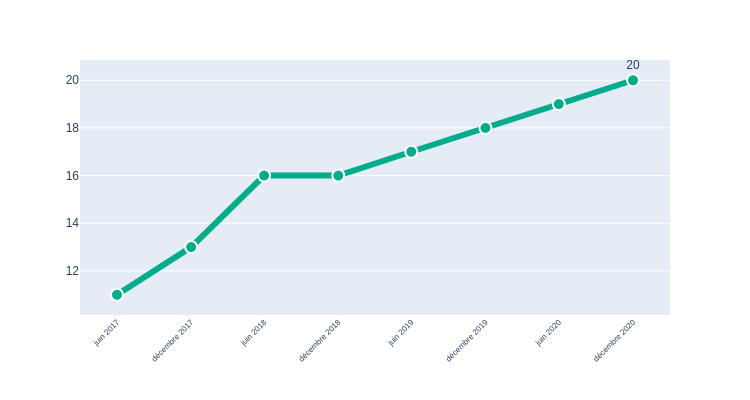 20
20
18
16
14
12
juin 2017
décembre 2017
juin 2018
décembre 2018
juin 2019
décembre 2019
juin 2020
décembre 2020